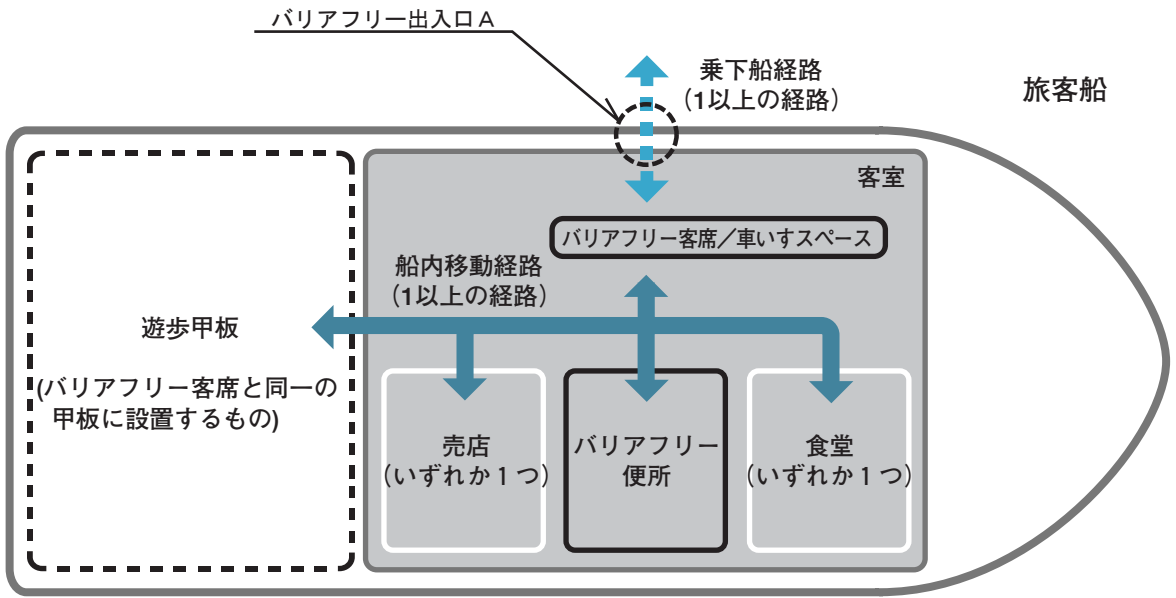 バリアフリー出入口A
乗下船経路
（1以上の経路）
旅客船
客室
バリアフリー客席／車いすスペース
船内移動経路
（1以上の経路）
遊歩甲板
(バリアフリー客席と同一の
甲板に設置するもの)
売店
（いずれか１つ）
バリアフリー
便所
食堂
（いずれか１つ）